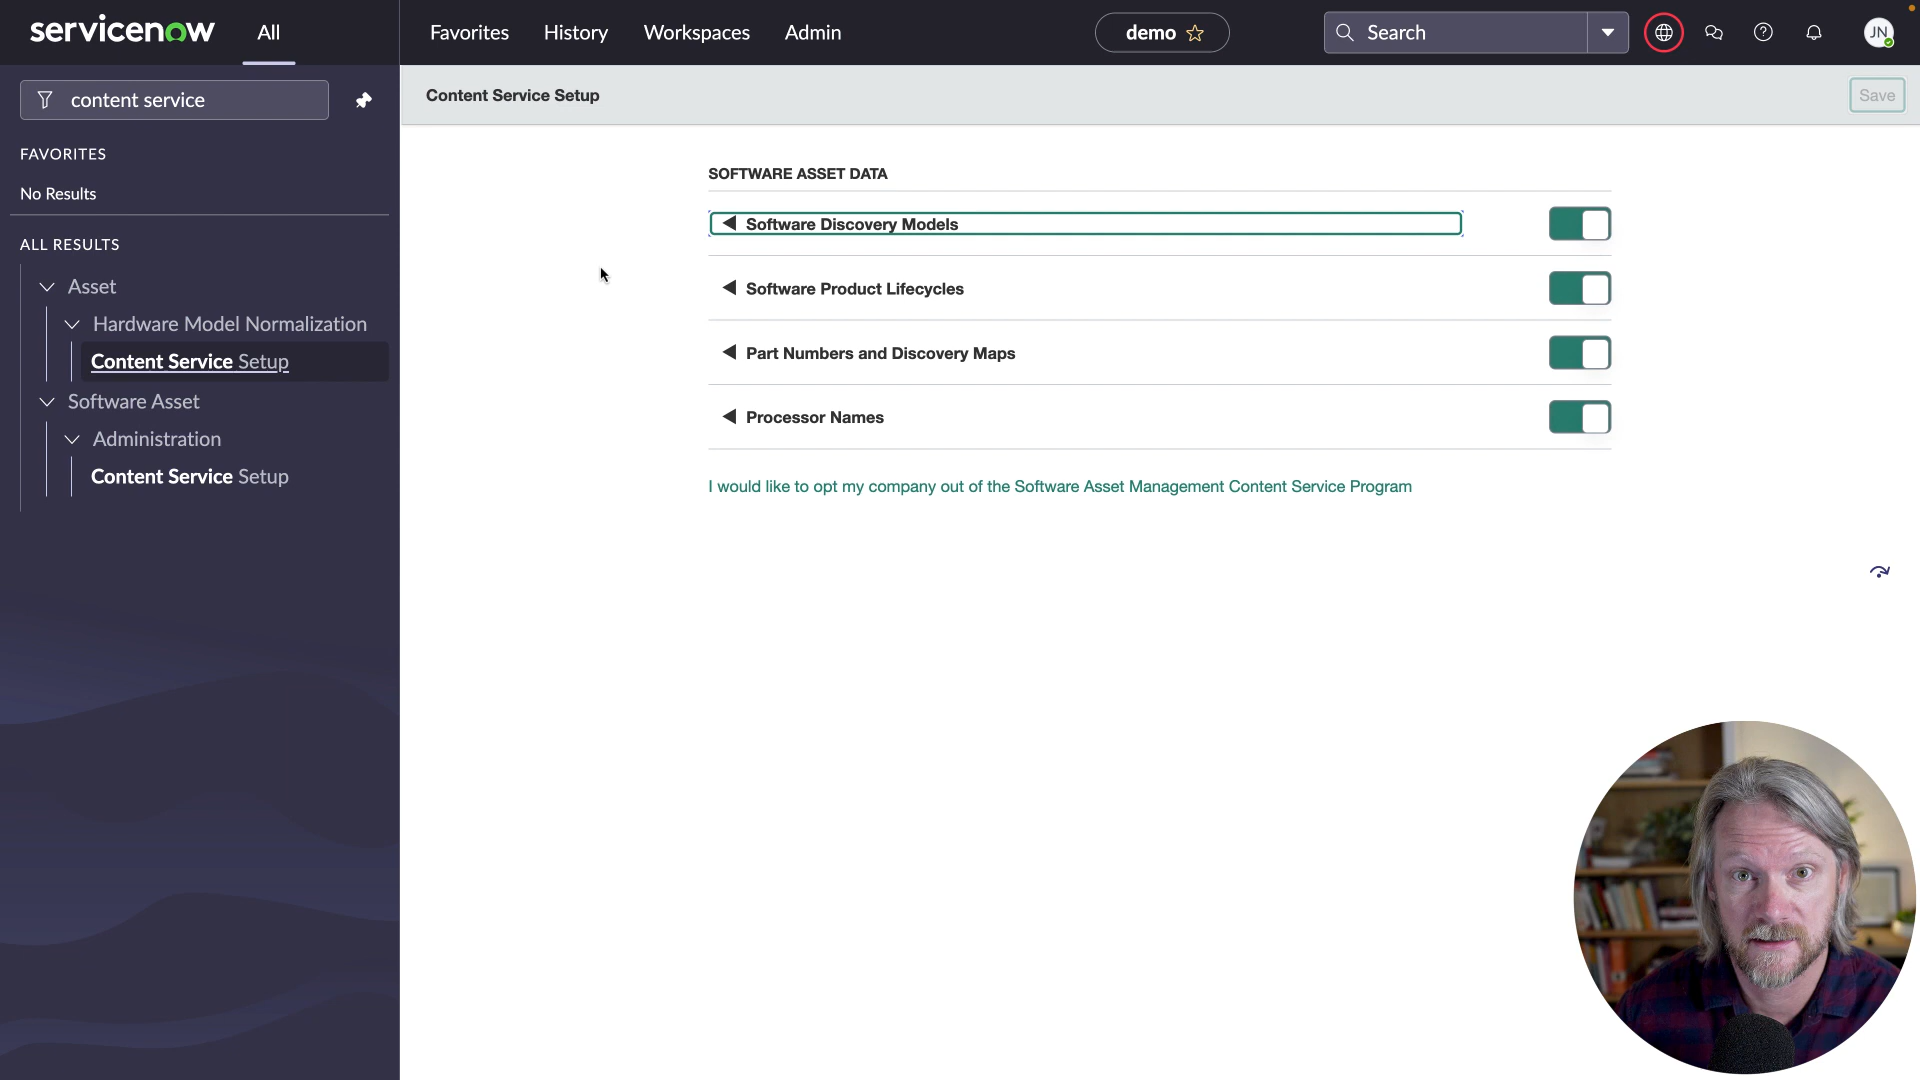 servicenow
All
Favorites
History
Workspaces
Admin
demo
Search
JN
content service
Content Service Setup
Save
FAVORITES
No Results
ALL RESULTS
Asset
Hardware Model Normalization
Content Service Setup
Software Asset
Administration
Content Service Setup
SOFTWARE ASSET DATA
Software Discovery Models
Software Product Lifecycles
Part Numbers and Discovery Maps
Processor Names
I would like to opt my company out of the Software Asset Management Content Service Program